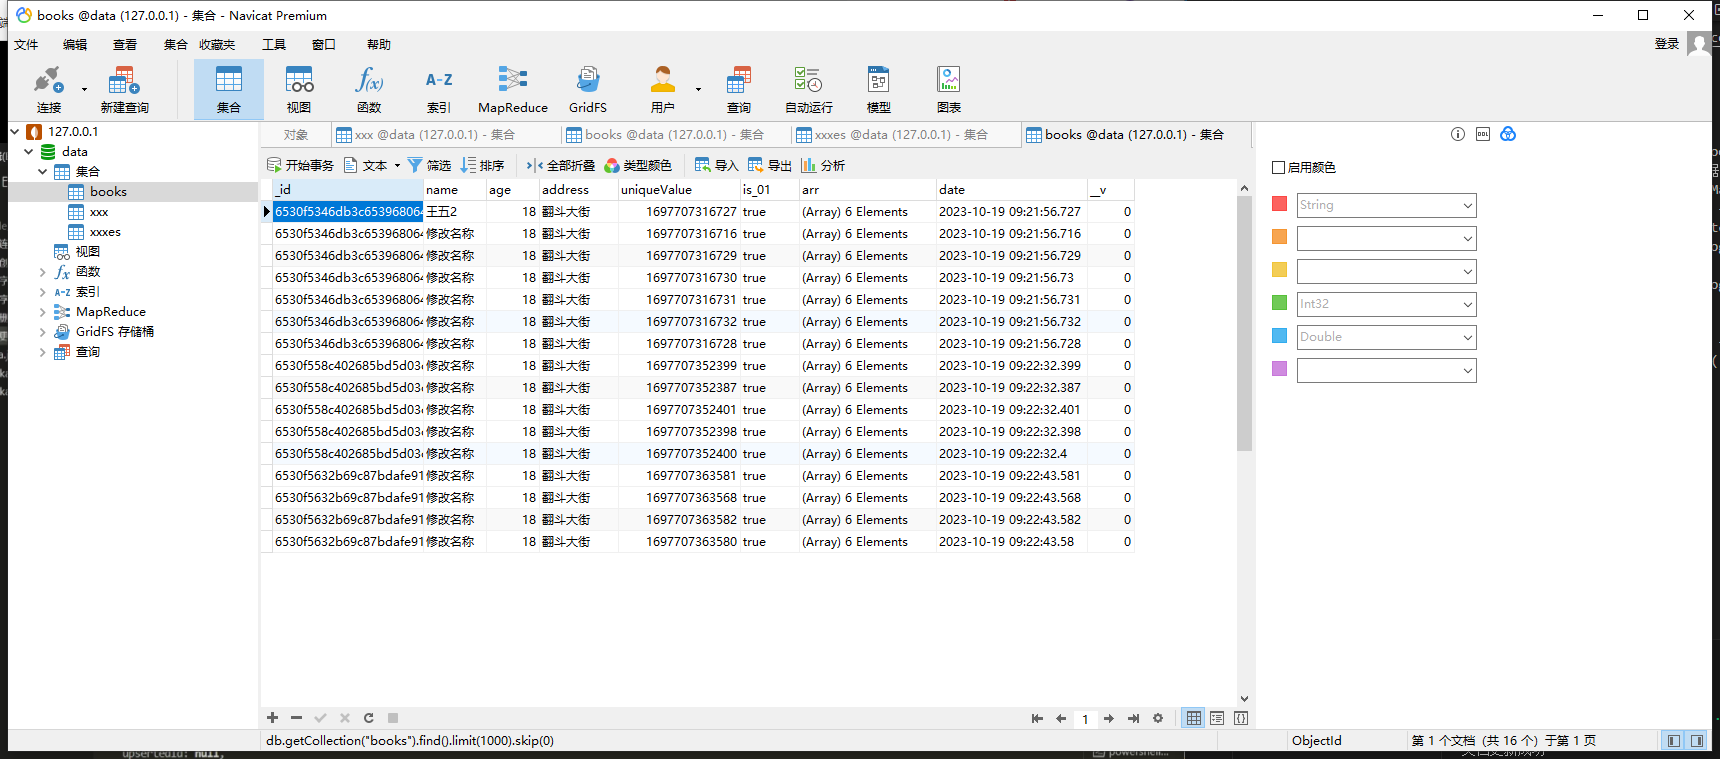 books @data (127.0.0.1) - 集合 - Navicat Premium
文件 编辑 查看 集合 收藏夹 工具 窗口 帮助 登录
连接 新建查询 集合 视图 函数 索引 MapReduce GridFS 用户 查询 自动运行 模型 图表
127.0.0.1
data
集合
books
xxx
xxxes
视图
函数
索引
MapReduce
GridFS 存储桶
查询
对象 xxx @data (127.0.0.1) - 集合 books @data (127.0.0.1) - 集合 xxxes @data (127.0.0.1) - 集合 books @data (127.0.0.1) - 集合
开始事务 文本 筛选 排序 全部折叠 类型颜色 导入 导出 分析
_id name age address uniqueValue is_01 arr date __v
6530f5346db3c65396806 王五2 18 翻斗大街 1697707316727 true (Array) 6 Elements 2023-10-19 09:21:56.727 0
6530f5346db3c65396806 修改名称 18 翻斗大街 1697707316716 true (Array) 6 Elements 2023-10-19 09:21:56.716 0
6530f5346db3c65396806 修改名称 18 翻斗大街 1697707316729 true (Array) 6 Elements 2023-10-19 09:21:56.729 0
6530f5346db3c65396806 修改名称 18 翻斗大街 1697707316730 true (Array) 6 Elements 2023-10-19 09:21:56.73 0
6530f5346db3c65396806 修改名称 18 翻斗大街 1697707316731 true (Array) 6 Elements 2023-10-19 09:21:56.731 0
6530f5346db3c65396806 修改名称 18 翻斗大街 1697707316732 true (Array) 6 Elements 2023-10-19 09:21:56.732 0
6530f5346db3c65396806 修改名称 18 翻斗大街 1697707316728 true (Array) 6 Elements 2023-10-19 09:21:56.728 0
6530f558c402685bd5d03 修改名称 18 翻斗大街 1697707352399 true (Array) 6 Elements 2023-10-19 09:22:32.399 0
6530f558c402685bd5d03 修改名称 18 翻斗大街 1697707352387 true (Array) 6 Elements 2023-10-19 09:22:32.387 0
6530f558c402685bd5d03 修改名称 18 翻斗大街 1697707352401 true (Array) 6 Elements 2023-10-19 09:22:32.401 0
6530f558c402685bd5d03 修改名称 18 翻斗大街 1697707352398 true (Array) 6 Elements 2023-10-19 09:22:32.398 0
6530f558c402685bd5d03 修改名称 18 翻斗大街 1697707352400 true (Array) 6 Elements 2023-10-19 09:22:32.4 0
6530f5632b69c87bdafe91 修改名称 18 翻斗大街 1697707363581 true (Array) 6 Elements 2023-10-19 09:22:43.581 0
6530f5632b69c87bdafe91 修改名称 18 翻斗大街 1697707363568 true (Array) 6 Elements 2023-10-19 09:22:43.568 0
6530f5632b69c87bdafe91 修改名称 18 翻斗大街 1697707363582 true (Array) 6 Elements 2023-10-19 09:22:43.582 0
6530f5632b69c87bdafe91 修改名称 18 翻斗大街 1697707363580 true (Array) 6 Elements 2023-10-19 09:22:43.58 0
启用颜色
String
Int32
Double
1
db.getCollection("books").find().limit(1000).skip(0) ObjectId 第 1 个文档 (共 16 个) 于第 1 页